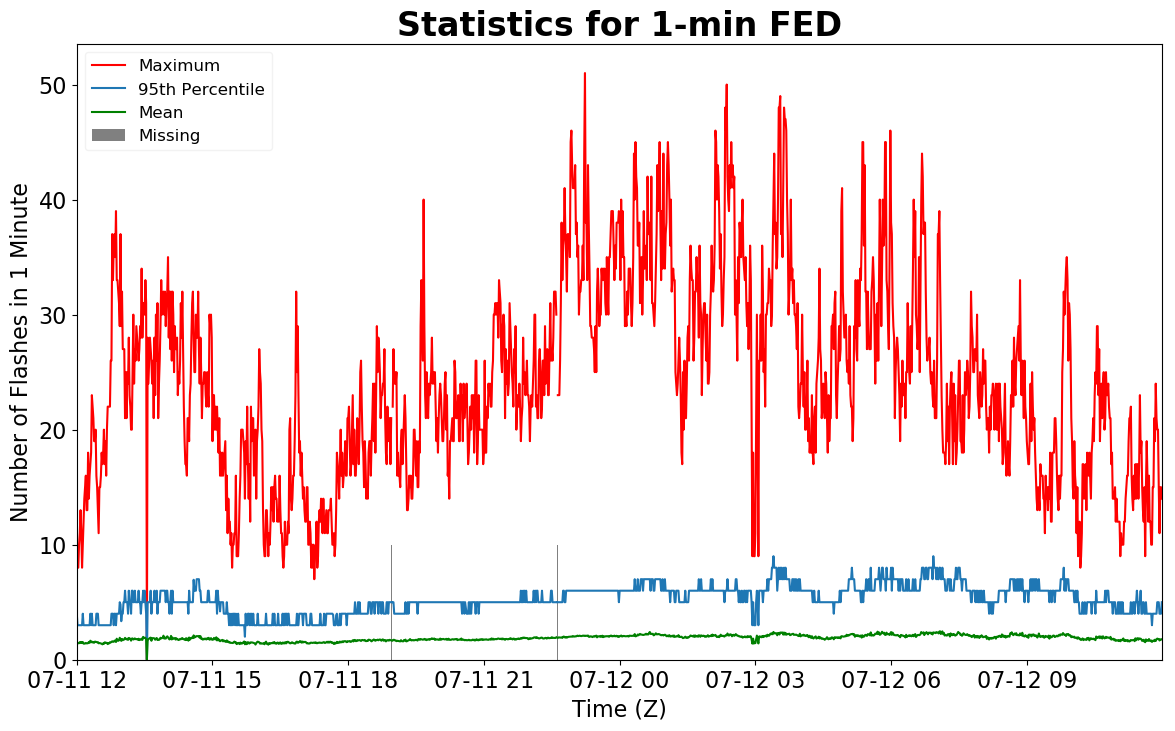 Statistics for 1-min FED
Maximum
95th Percentile
Mean
Missing
Number of Flashes in 1 Minute
50
40
30
20
10
0
07-11 12 07-11 15 07-11 18 07-11 21 07-12 00 07-12 03 07-12 06 07-12 09
Time (Z)